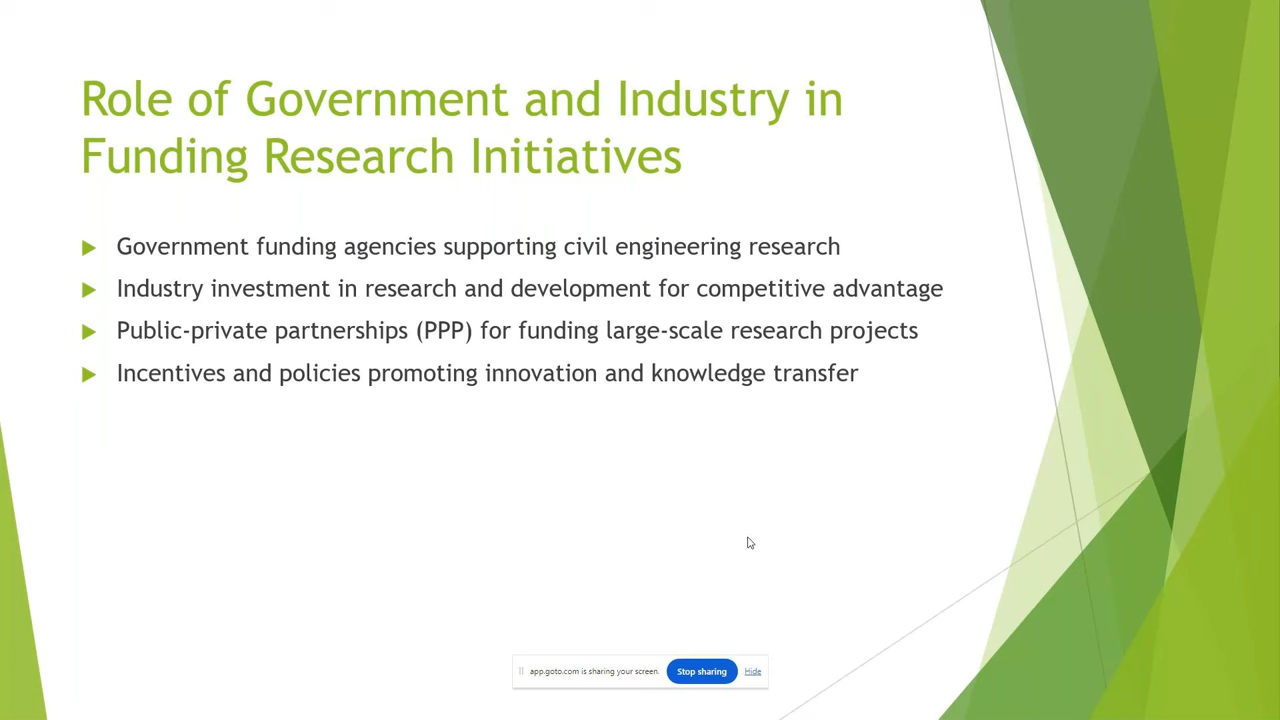 Role of Government and Industry in
Funding Research Initiatives
Government funding agencies supporting civil engineering research
Industry investment in research and development for competitive advantage
Public-private partnerships (PPP) for funding large-scale research projects
Incentives and policies promoting innovation and knowledge transfer
app.goto.com is sharing your screen. Stop sharing Hide